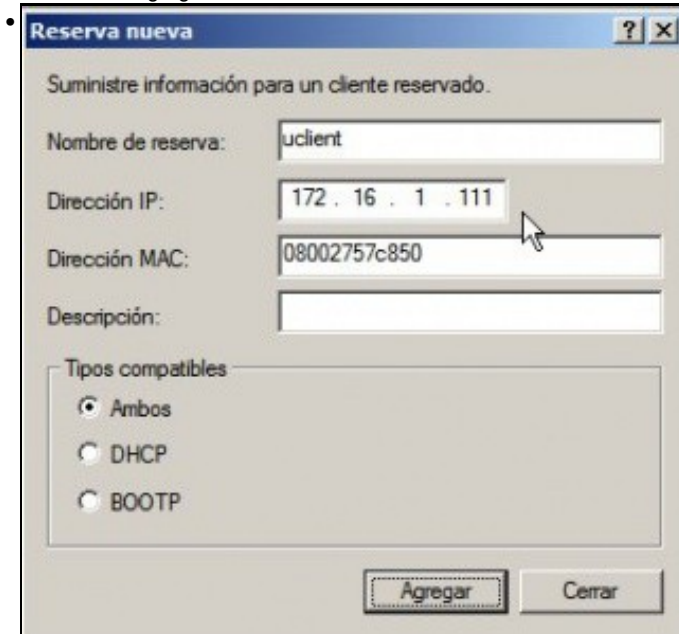 Reserva nueva
Suministre información para un cliente reservado.
Nombre de reserva: uclient
Dirección IP: 172 . 16 . 1 . 111
Dirección MAC: 08002757c850
Descripción:
Tipos compatibles
Ambos
DHCP
BOOTP
Agregar Cerrar